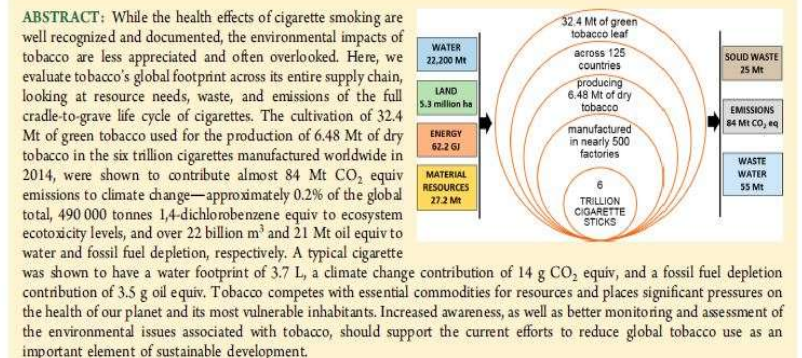 ABSTRACT: While the health effects of cigarette smoking are
well recognized and documented, the environmental impacts of
tobacco are less appreciated and often overlooked. Here, we
evaluate tobacco's global footprint across its entire supply chain,
looking at resource needs, waste, and emissions of the full
cradle-to-grave life cycle of cigarettes. The cultivation of 32.4
Mt of green tobacco used for the production of 6.48 Mt of dry
tobacco in the six trillion cigarettes manufactured worldwide in
2014, were shown to contribute almost 84 Mt CO₂ equiv
emissions to climate change—approximately 0.2% of the global
total, 490 000 tonnes 1,4-dichlorobenzene equiv to ecosystem
ecotoxicity levels, and over 22 billion m³ and 21 Mt oil equiv to
water and fossil fuel depletion, respectively. A typical cigarette
was shown to have a water footprint of 3.7 L, a climate change contribution of 14 g CO₂ equiv, and a fossil fuel depletion
contribution of 3.5 g oil equiv. Tobacco competes with essential commodities for resources and places significant pressures on
the health of our planet and its most vulnerable inhabitants. Increased awareness, as well as better monitoring and assessment of
the environmental issues associated with tobacco, should support the current efforts to reduce global tobacco use as an
important element of sustainable development.
WATER
22,200 Mt
LAND
5.3 million ha
ENERGY
62.2 GJ
MATERIAL
RESOURCES
27.2 Mt
32.4 Mt of green
tobacco leaf
across 125
countries
producing
6.48 Mt of dry
tobacco
manufactured
in nearly 500
factories
6
TRILLION
CIGARETTE
STICKS
SOLID WASTE
25 Mt
EMISSIONS
84 Mt CO₂ eq
WASTE
WATER
55 Mt